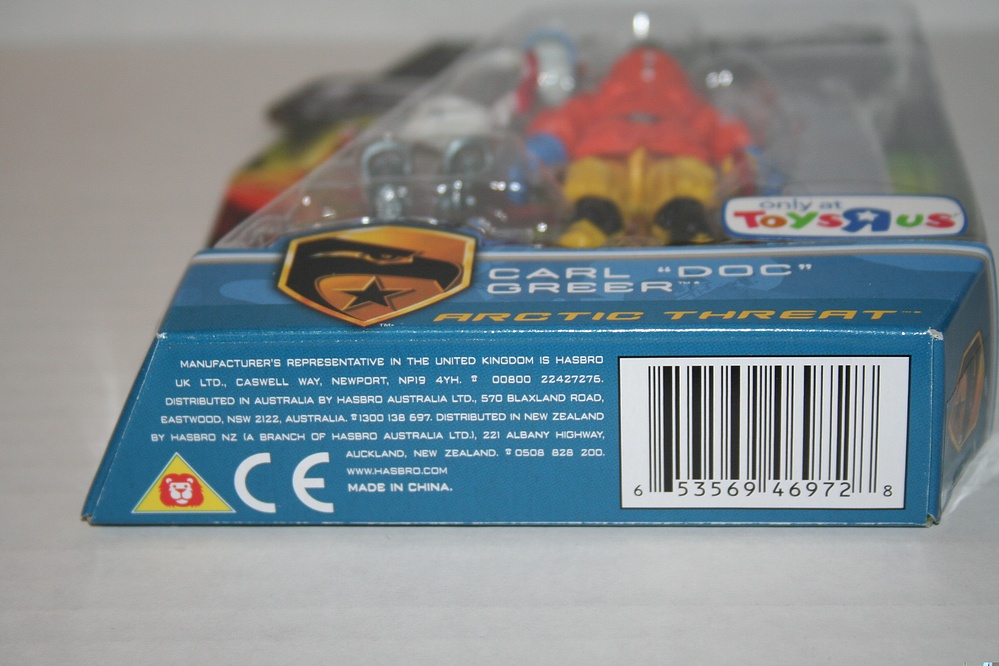 only at
TOYSRUS
CARL "DOC"
GREER™*
ARCTIC THREAT™
TM*
MANUFACTURER'S REPRESENTATIVE IN THE UNITED KINGDOM IS HASBRO
UK LTD., CASWELL WAY, NEWPORT, NP19 4YH. ☎ 00800 22427276.
DISTRIBUTED IN AUSTRALIA BY HASBRO AUSTRALIA LTD., 570 BLAXLAND ROAD,
EASTWOOD, NSW 2122, AUSTRALIA. ☎1300 138 697. DISTRIBUTED IN NEW ZEALAND
BY HASBRO NZ (A BRANCH OF HASBRO AUSTRALIA LTD.), 221 ALBANY HIGHWAY,
AUCKLAND, NEW ZEALAND. ☎ 0508 828 200.
WWW.HASBRO.COM
MADE IN CHINA.
CE
6 53569 46972 8